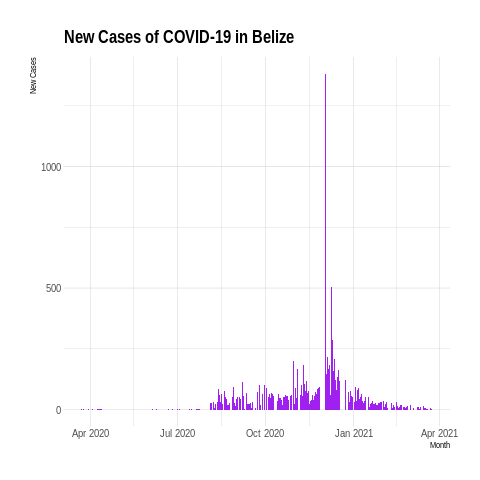 New Cases of COVID-19 in Belize
New Cases
1000
500
0
Apr 2020 Jul 2020 Oct 2020 Jan 2021 Apr 2021
Month